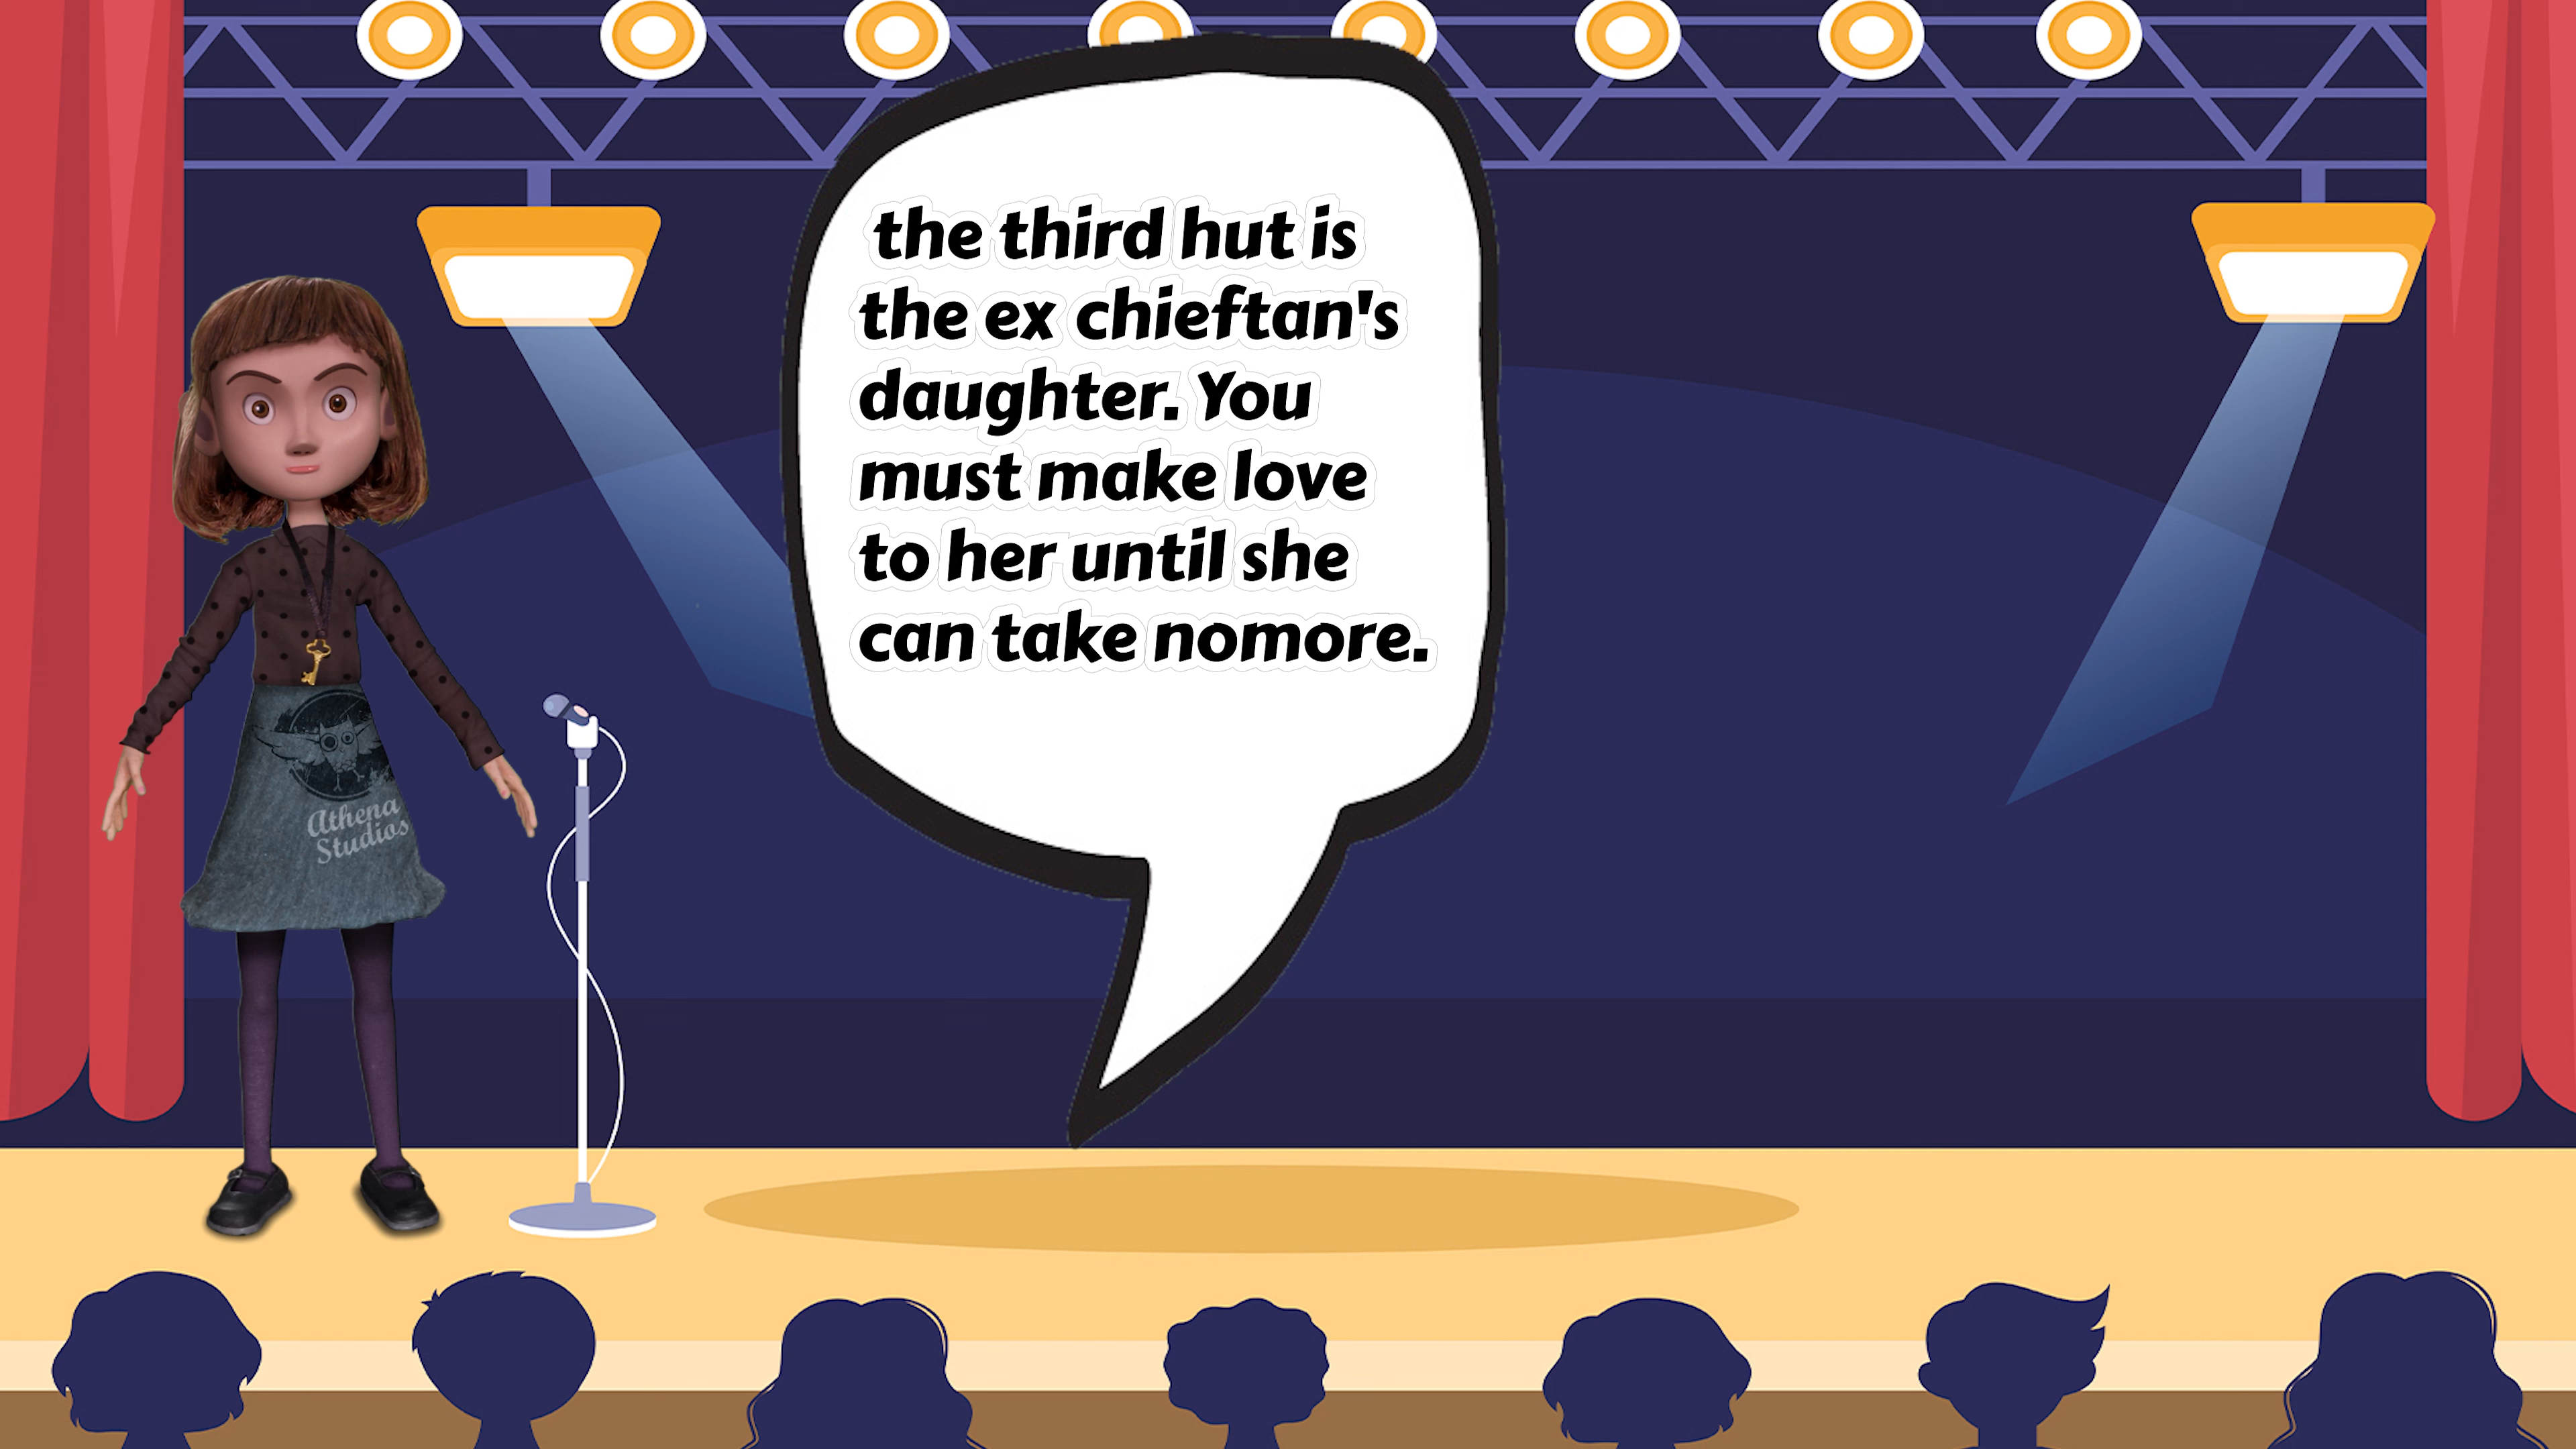 the third hut is
the ex chieftan's
daughter. You
must make love
to her until she
can take nomore.
Athena
Studios